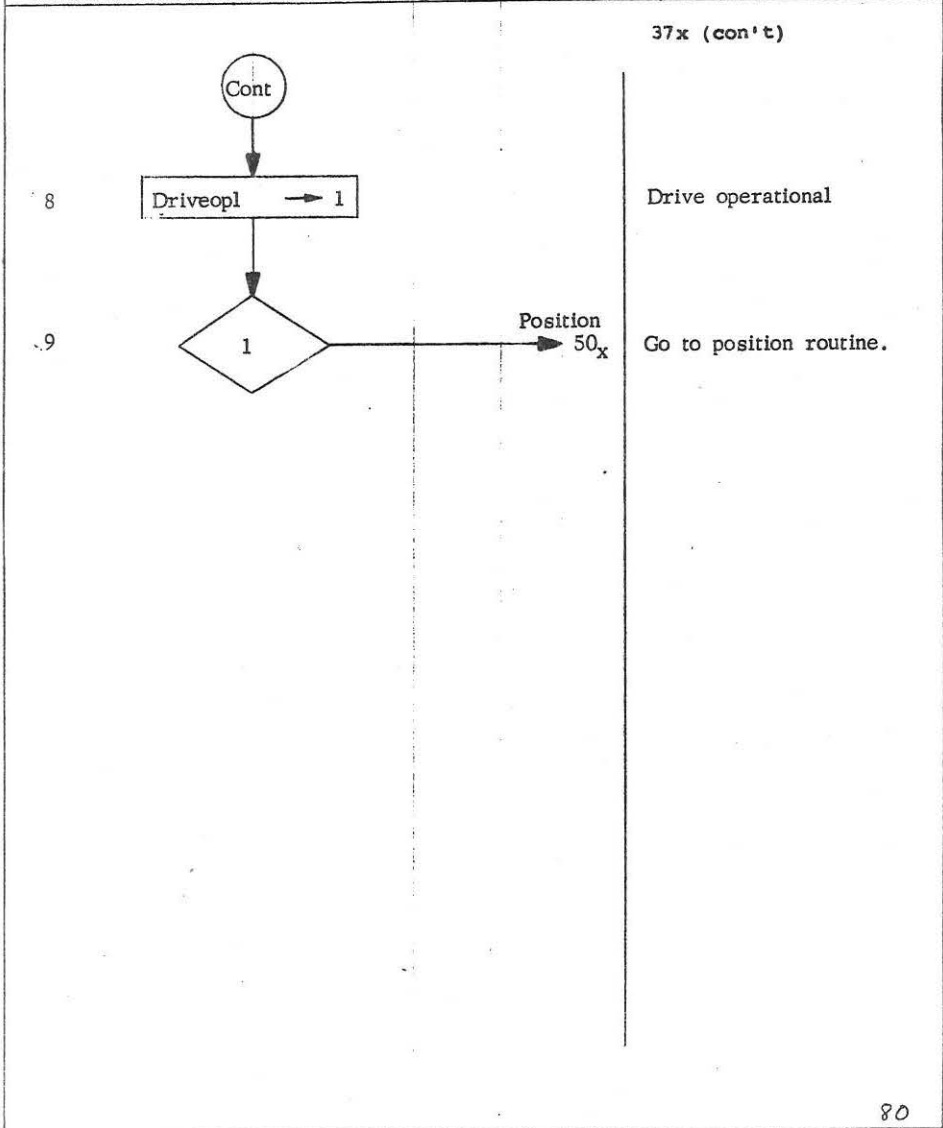 37x (con't)
Cont
8 Driveopl → 1 Drive operational
Position
9 1 50x Go to position routine.
80